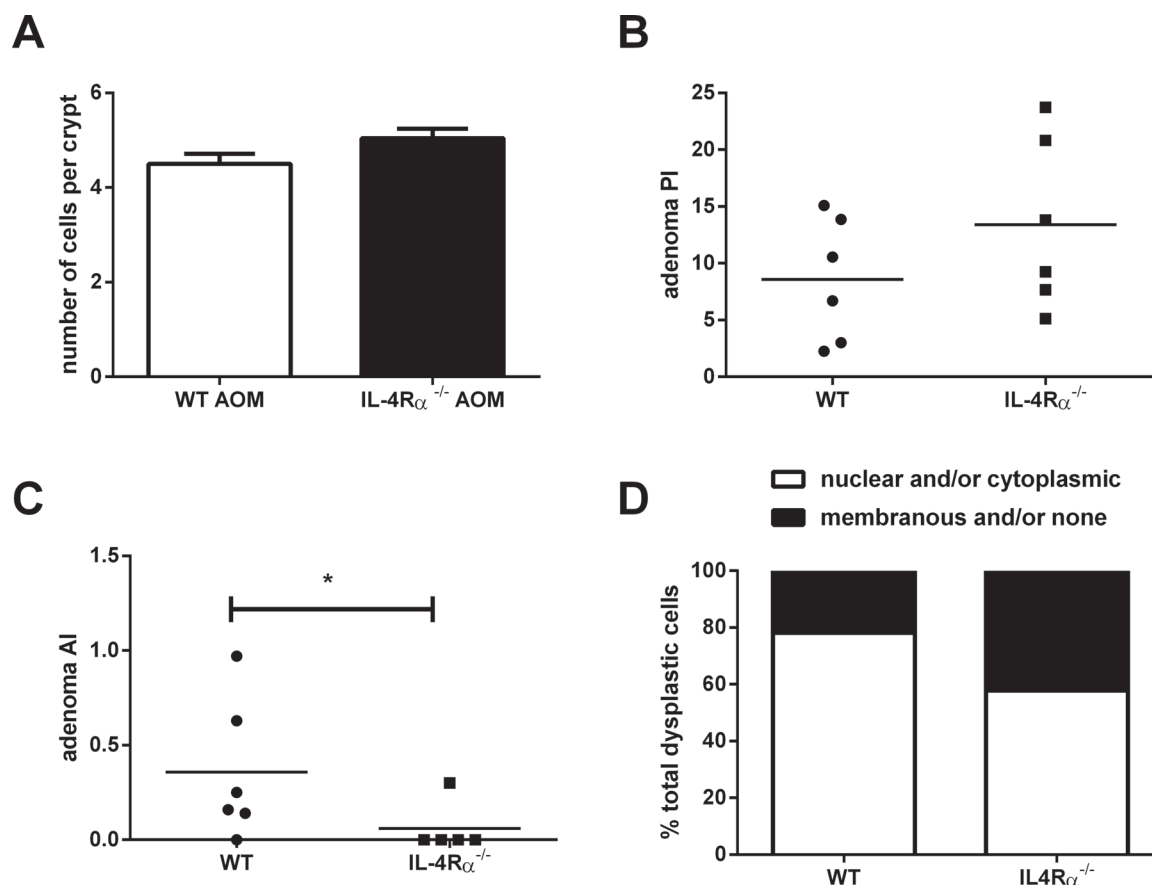 A
number of cells per crypt
6
4
2
0
WT AOM
IL-4Rα -/- AOM
B
adenoma PI
25
20
15
10
5
0
WT
IL-4Rα-/-
C
adenoma AI
1.5
1.0
0.5
0.0
*
WT
IL-4Rα-/-
D
nuclear and/or cytoplasmic
membranous and/or none
% total dysplastic cells
100
80
60
40
20
0
WT
IL4Rα-/-